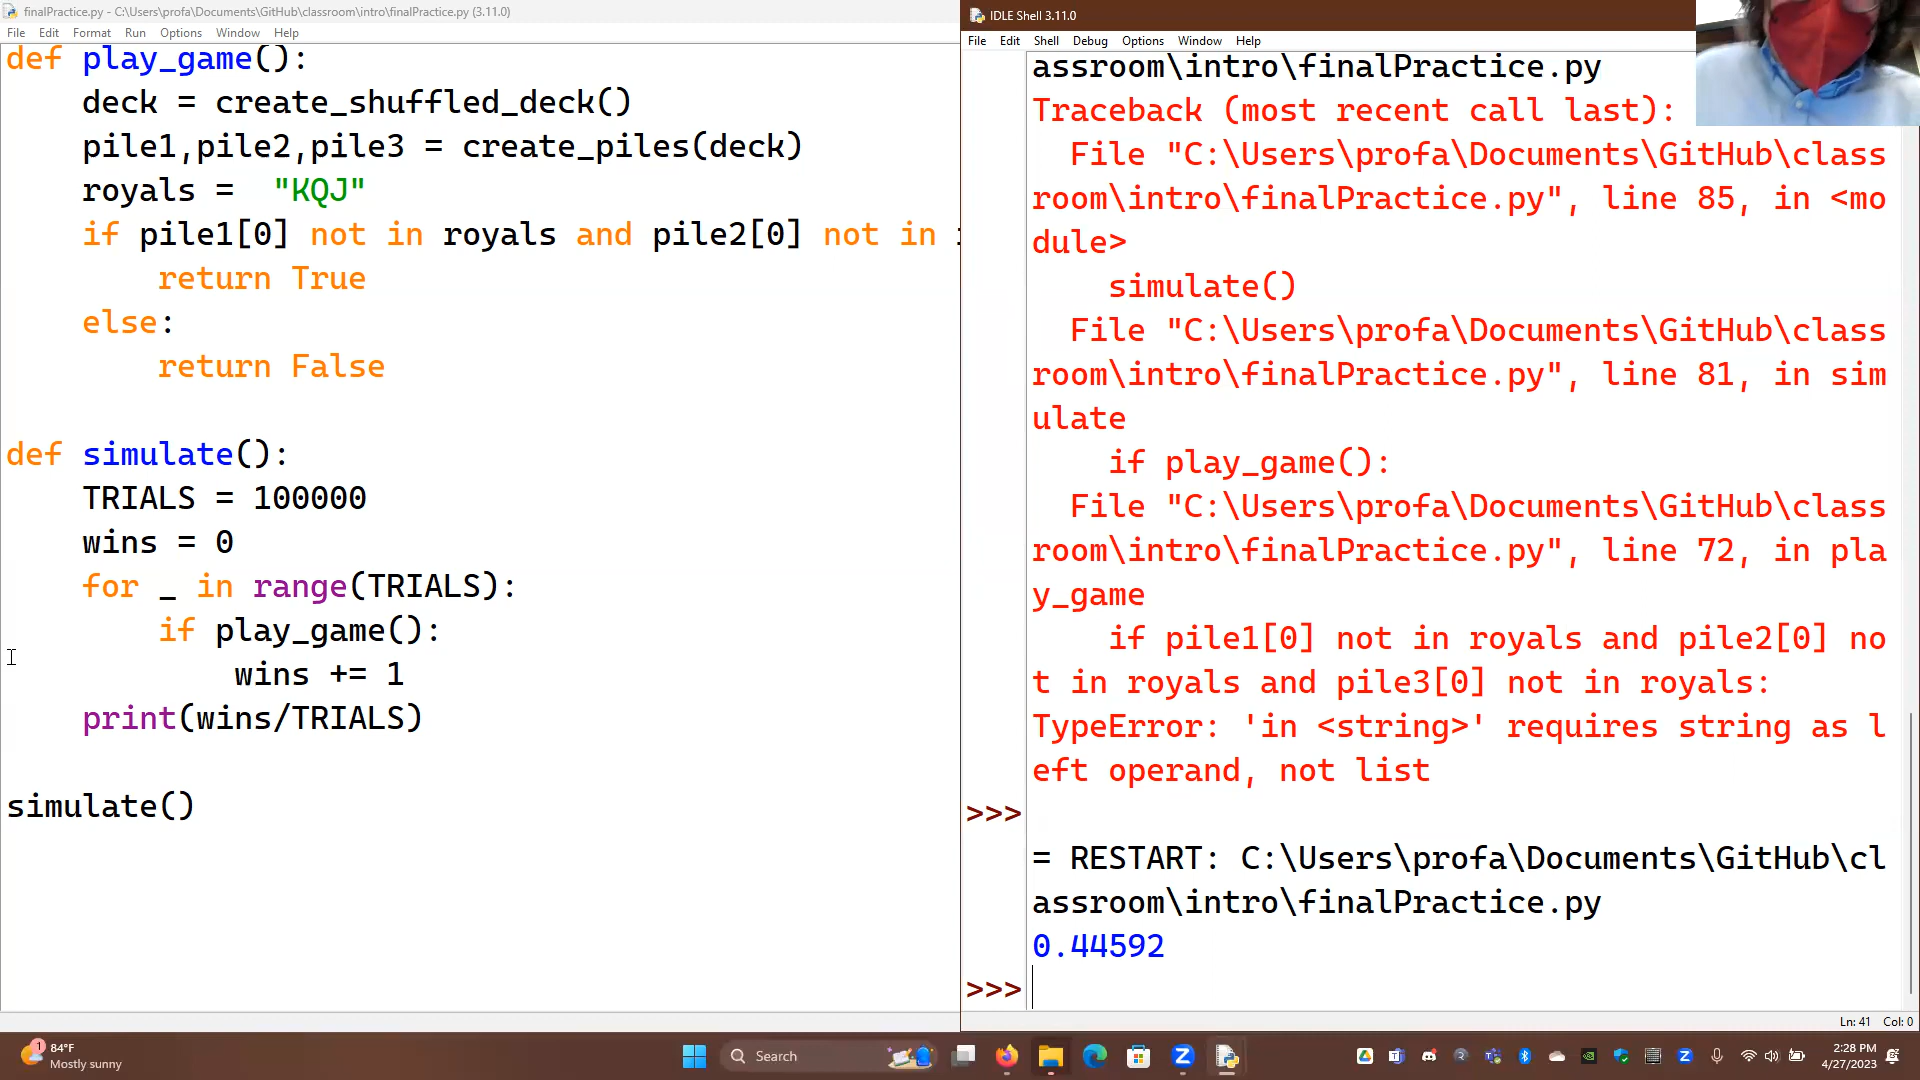 finalPractice.py - C:\Users\profa\Documents\GitHub\classroom\intro\finalPractice.py (3.11.0)
File Edit Format Run Options Window Help
def play_game():
    deck = create_shuffled_deck()
    pile1,pile2,pile3 = create_piles(deck)
    royals =  "KQJ"
    if pile1[0] not in royals and pile2[0] not in
        return True
    else:
        return False
def simulate():
    TRIALS = 100000
    wins = 0
    for _ in range(TRIALS):
        if play_game():
            wins += 1
    print(wins/TRIALS)
simulate()
IDLE Shell 3.11.0
File Edit Shell Debug Options Window Help
assroom\intro\finalPractice.py
Traceback (most recent call last):
  File "C:\Users\profa\Documents\GitHub\class
room\intro\finalPractice.py", line 85, in <mo
dule>
    simulate()
  File "C:\Users\profa\Documents\GitHub\class
room\intro\finalPractice.py", line 81, in sim
ulate
    if play_game():
  File "C:\Users\profa\Documents\GitHub\class
room\intro\finalPractice.py", line 72, in pla
y_game
    if pile1[0] not in royals and pile2[0] no
t in royals and pile3[0] not in royals:
TypeError: 'in <string>' requires string as l
eft operand, not list
>>>
= RESTART: C:\Users\profa\Documents\GitHub\cl
assroom\intro\finalPractice.py
0.44592
>>>
Ln: 41 Col: 0
1
84°F
Mostly sunny
Search
2:28 PM
4/27/2023